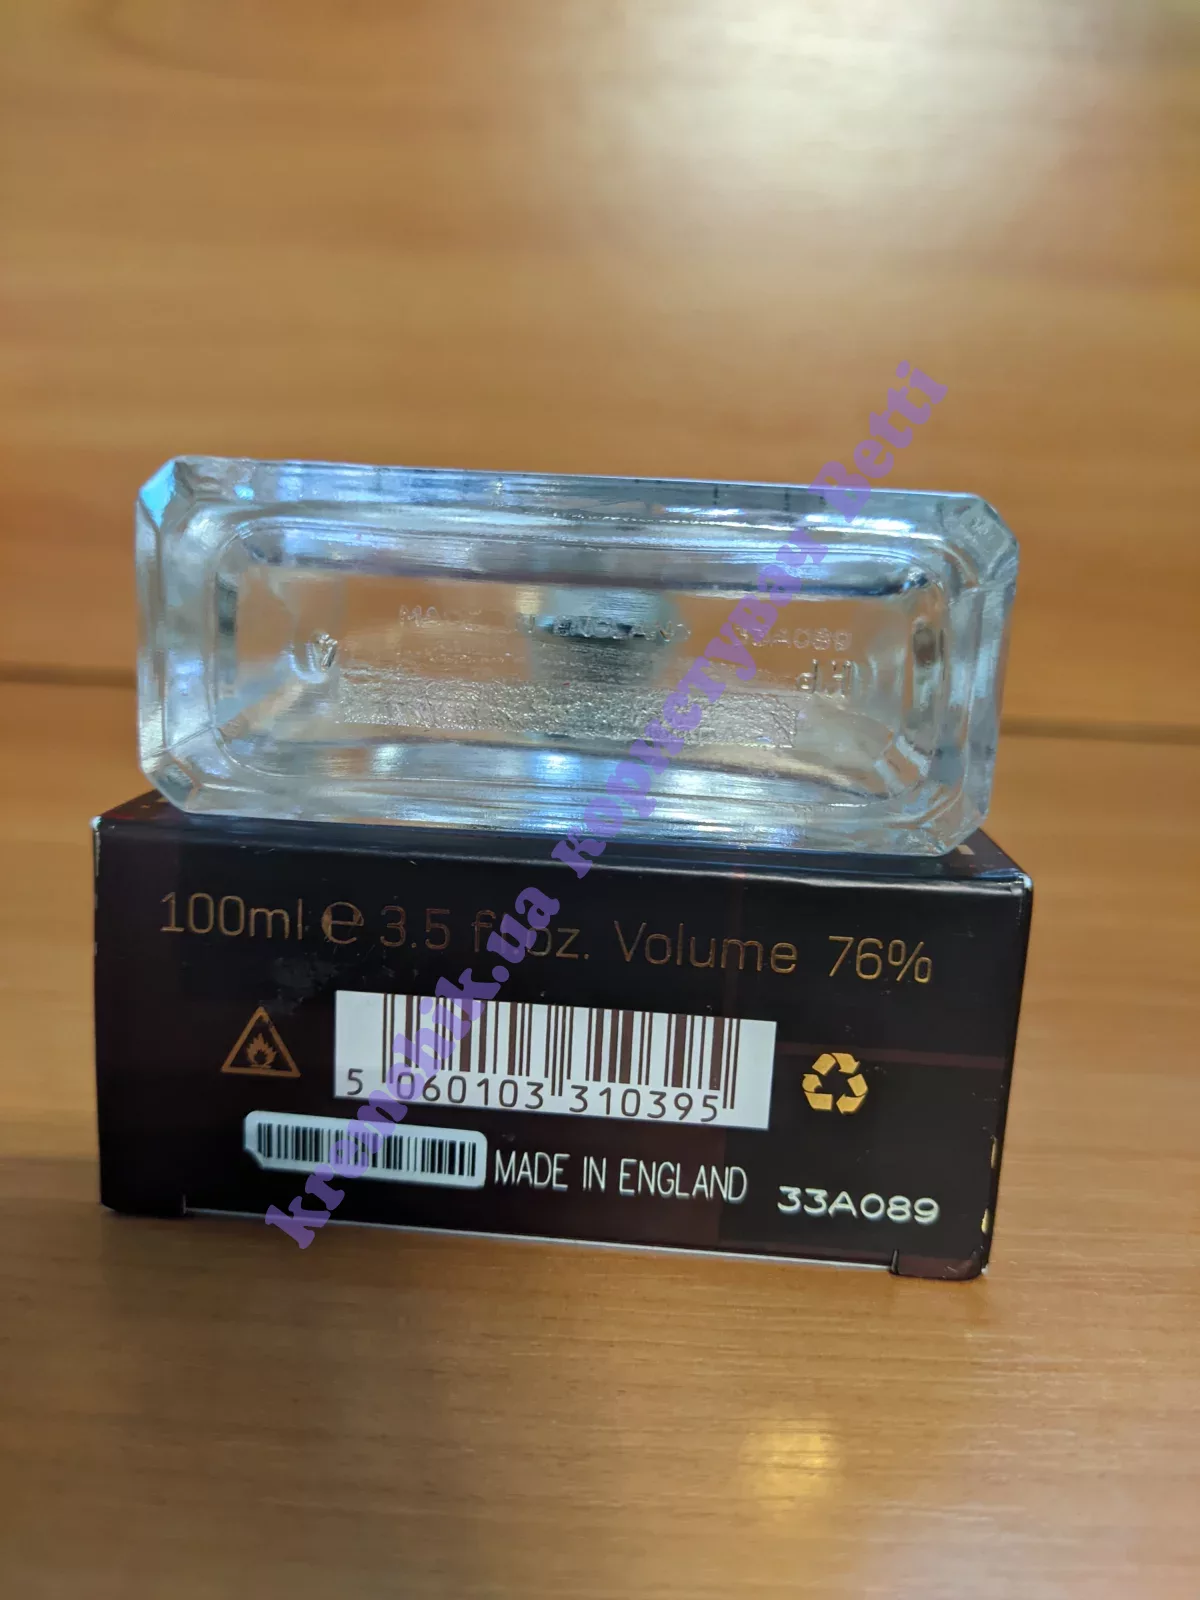 MADE IN ENGLAND 33A089
100ml e 3.5 fl oz. Volume 76%
5 060103 310395
MADE IN ENGLAND 33A089
kromchik.ua користувач Betti